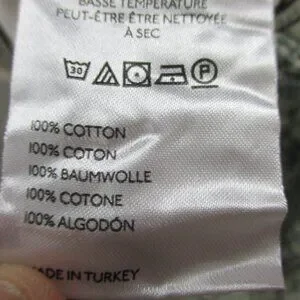 BASSE TEMPÉRATURE
PEUT-ÊTRE ÊTRE NETTOYÉE
À SEC
30 P
100% COTTON
100% COTON
100% BAUMWOLLE
100% COTONE
100% ALGODÓN
MADE IN TURKEY